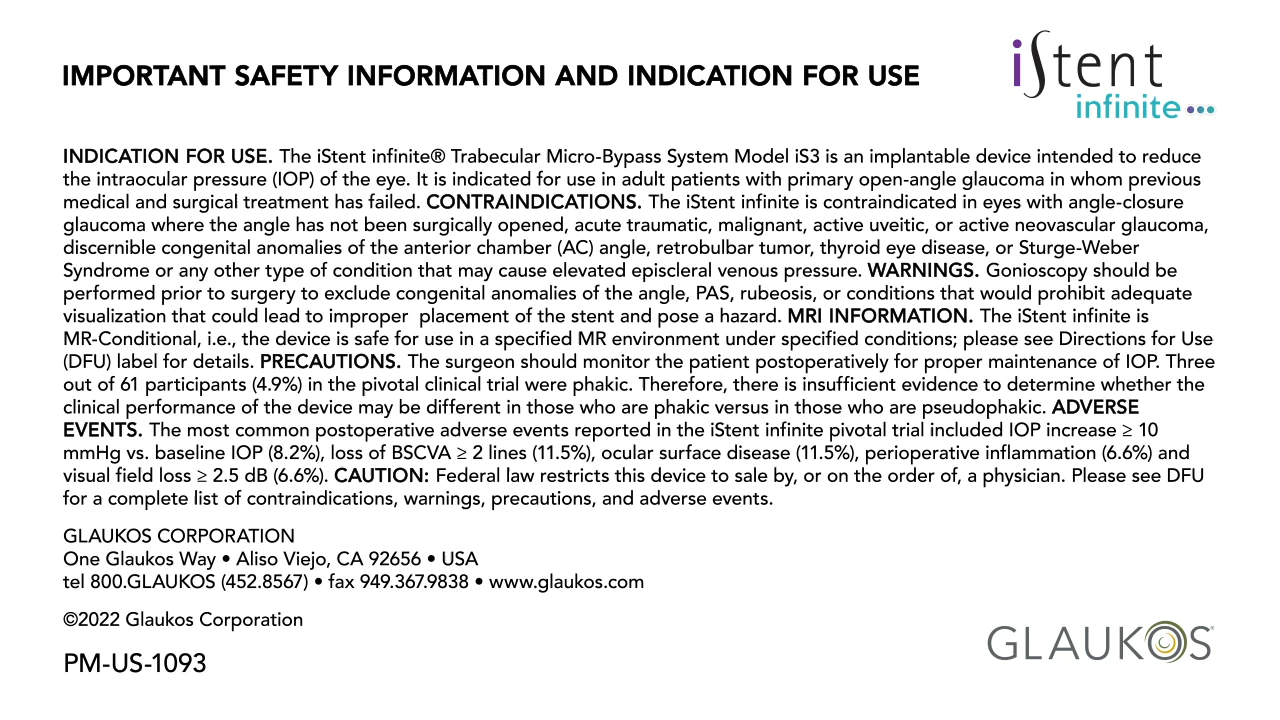 IMPORTANT SAFETY INFORMATION AND INDICATION FOR USE
iStent
infinite
INDICATION FOR USE. The iStent infinite® Trabecular Micro-Bypass System Model iS3 is an implantable device intended to reduce
the intraocular pressure (IOP) of the eye. It is indicated for use in adult patients with primary open-angle glaucoma in whom previous
medical and surgical treatment has failed. CONTRAINDICATIONS. The iStent infinite is contraindicated in eyes with angle-closure
glaucoma where the angle has not been surgically opened, acute traumatic, malignant, active uveitic, or active neovascular glaucoma,
discernible congenital anomalies of the anterior chamber (AC) angle, retrobulbar tumor, thyroid eye disease, or Sturge-Weber
Syndrome or any other type of condition that may cause elevated episcleral venous pressure. WARNINGS. Gonioscopy should be
performed prior to surgery to exclude congenital anomalies of the angle, PAS, rubeosis, or conditions that would prohibit adequate
visualization that could lead to improper  placement of the stent and pose a hazard. MRI INFORMATION. The iStent infinite is
MR-Conditional, i.e., the device is safe for use in a specified MR environment under specified conditions; please see Directions for Use
(DFU) label for details. PRECAUTIONS. The surgeon should monitor the patient postoperatively for proper maintenance of IOP. Three
out of 61 participants (4.9%) in the pivotal clinical trial were phakic. Therefore, there is insufficient evidence to determine whether the
clinical performance of the device may be different in those who are phakic versus in those who are pseudophakic. ADVERSE
EVENTS. The most common postoperative adverse events reported in the iStent infinite pivotal trial included IOP increase ≥ 10
mmHg vs. baseline IOP (8.2%), loss of BSCVA ≥ 2 lines (11.5%), ocular surface disease (11.5%), perioperative inflammation (6.6%) and
visual field loss ≥ 2.5 dB (6.6%). CAUTION: Federal law restricts this device to sale by, or on the order of, a physician. Please see DFU
for a complete list of contraindications, warnings, precautions, and adverse events.
GLAUKOS CORPORATION
One Glaukos Way • Aliso Viejo, CA 92656 • USA
tel 800.GLAUKOS (452.8567) • fax 949.367.9838 • www.glaukos.com
©2022 Glaukos Corporation
PM-US-1093
GLAUKOS®